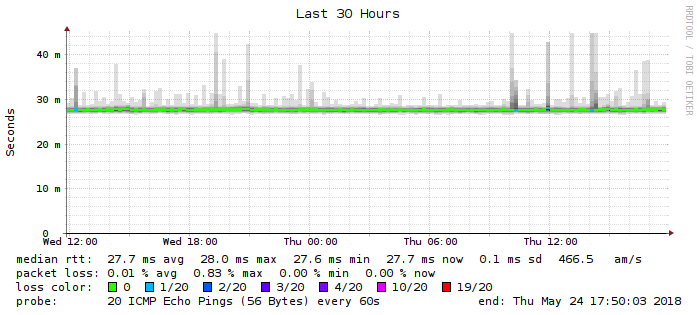 Last 30 Hours
RRDTOOL / TOBI OETIKER
Seconds
40 m
30 m
20 m
10 m
0
Wed 12:00 Wed 18:00 Thu 00:00 Thu 06:00 Thu 12:00
median rtt: 27.7 ms avg 28.0 ms max 27.6 ms min 27.7 ms now 0.1 ms sd 466.5 am/s
packet loss: 0.01 % avg 0.83 % max 0.00 % min 0.00 % now
loss color: 0 1/20 2/20 3/20 4/20 10/20 19/20
probe: 20 ICMP Echo Pings (56 Bytes) every 60s end: Thu May 24 17:50:03 2018